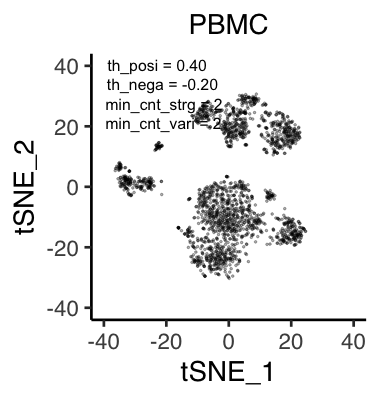 PBMC
th_posi = 0.40
th_nega = -0.20
min_cnt_strg = 2
min_cnt_vari = 2
tSNE_2
40
20
0
-20
-40
-40 -20 0 20 40
tSNE_1